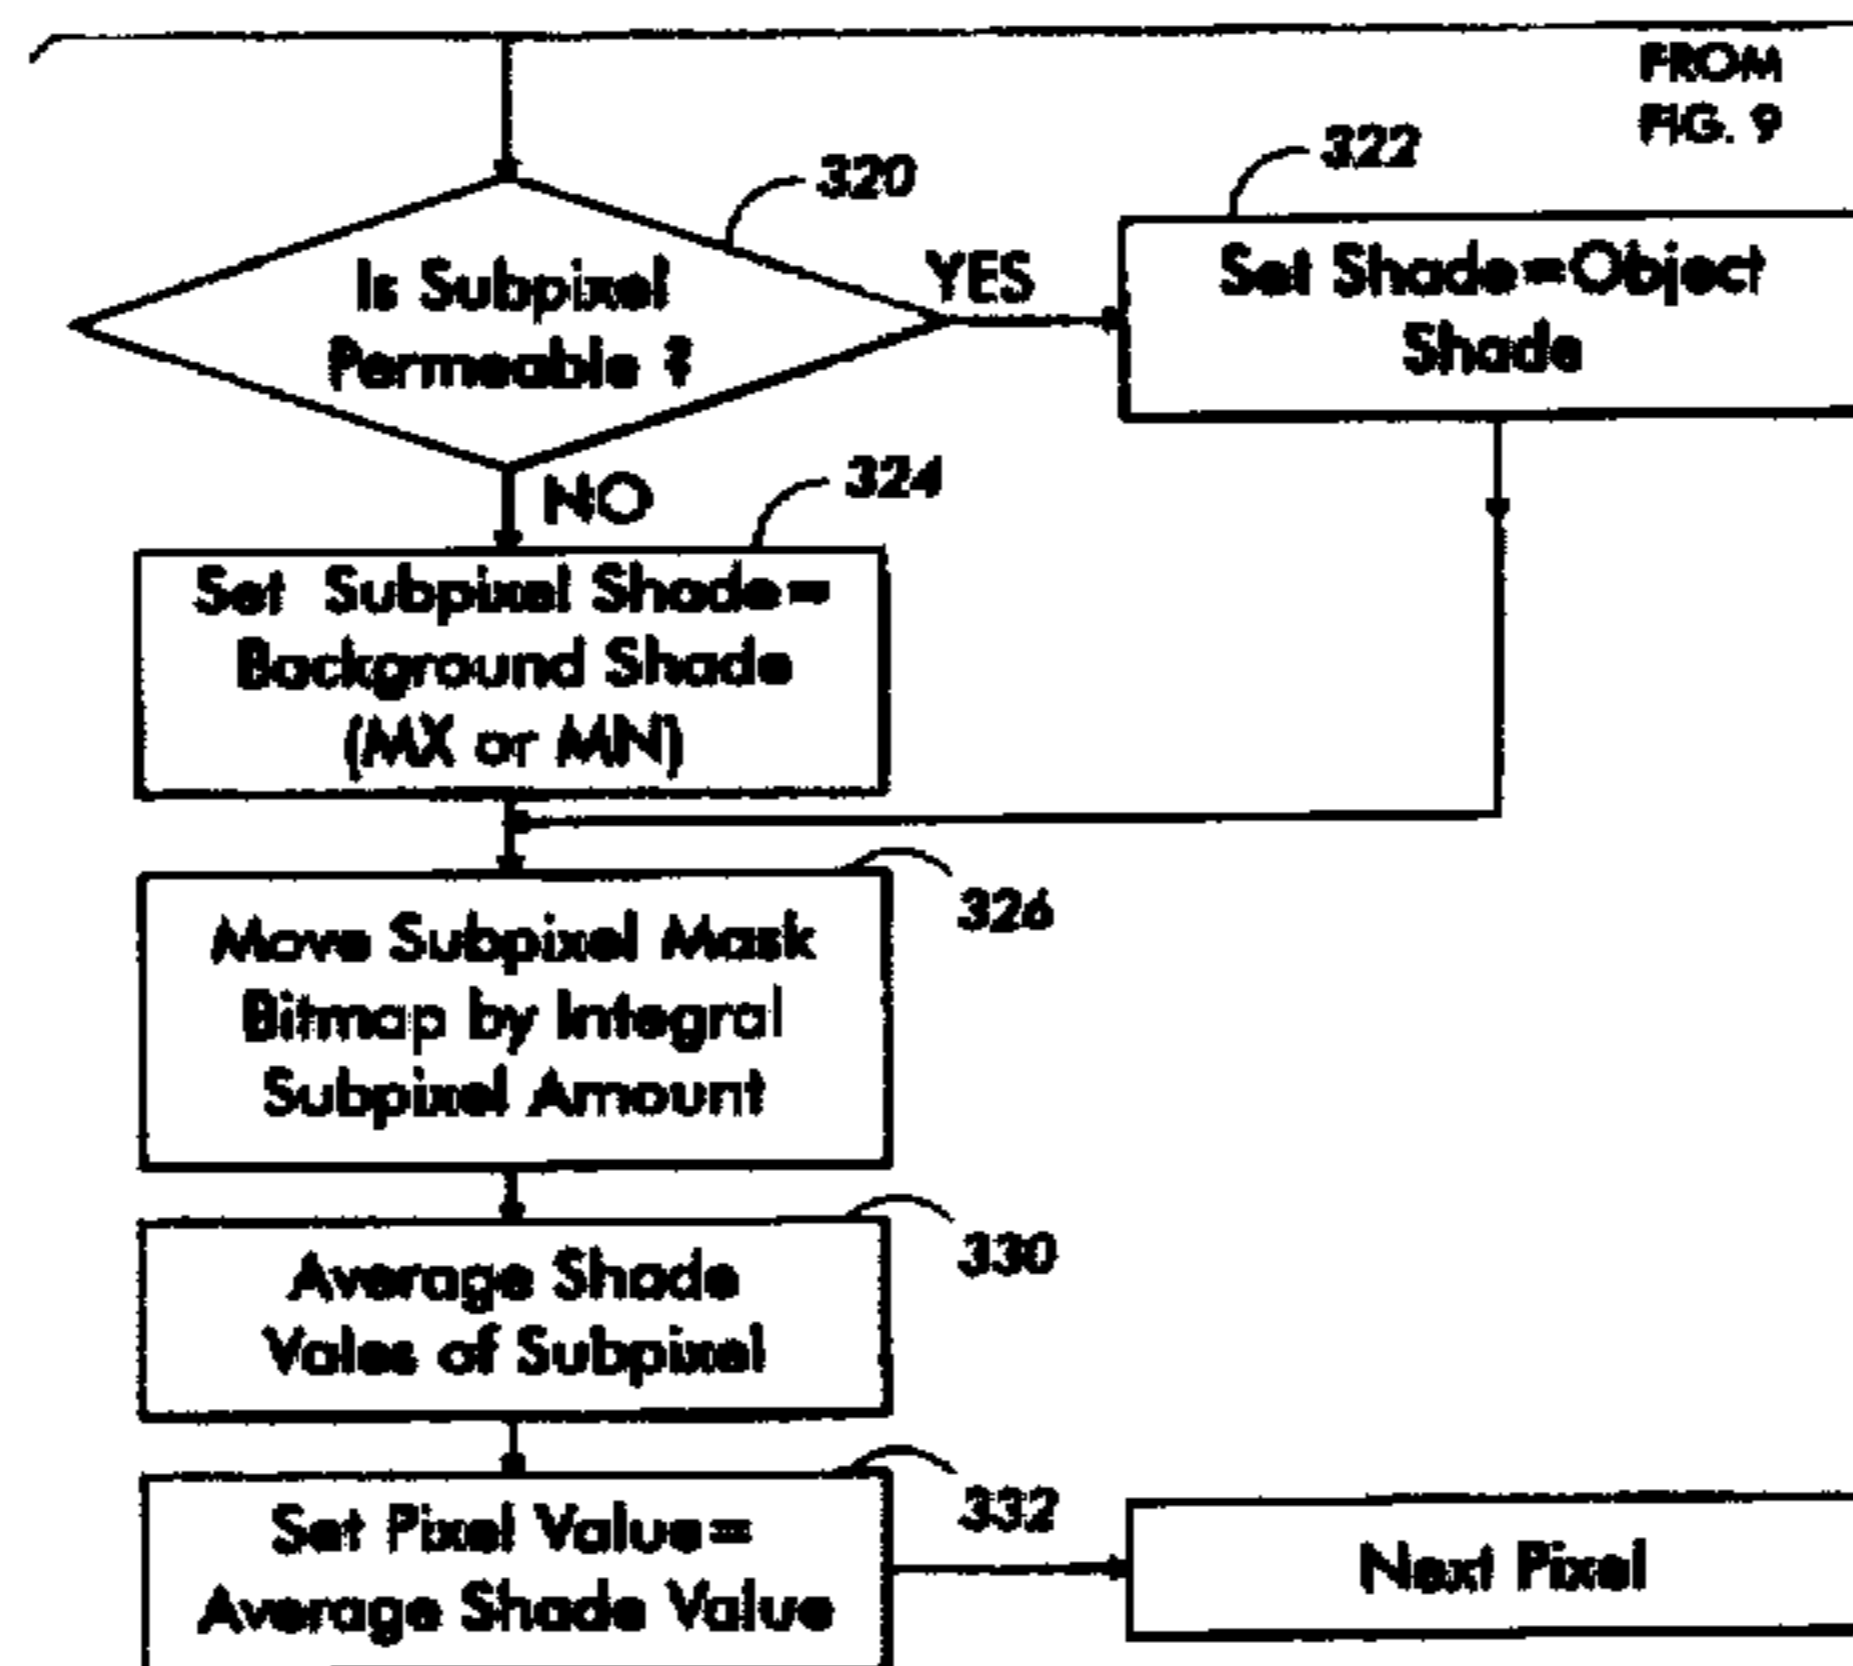 FROM
FIG. 9
322
320
Is Subpixel
Permeable ?
YES
Set Shade=Object
Shade
NO
324
Set Subpixel Shade=
Background Shade
(MX or MN)
326
Move Subpixel Mask
Bitmap by Integral
Subpixel Amount
330
Average Shade
Vales of Subpixel
332
Set Pixel Value=
Average Shade Value
Next Pixel